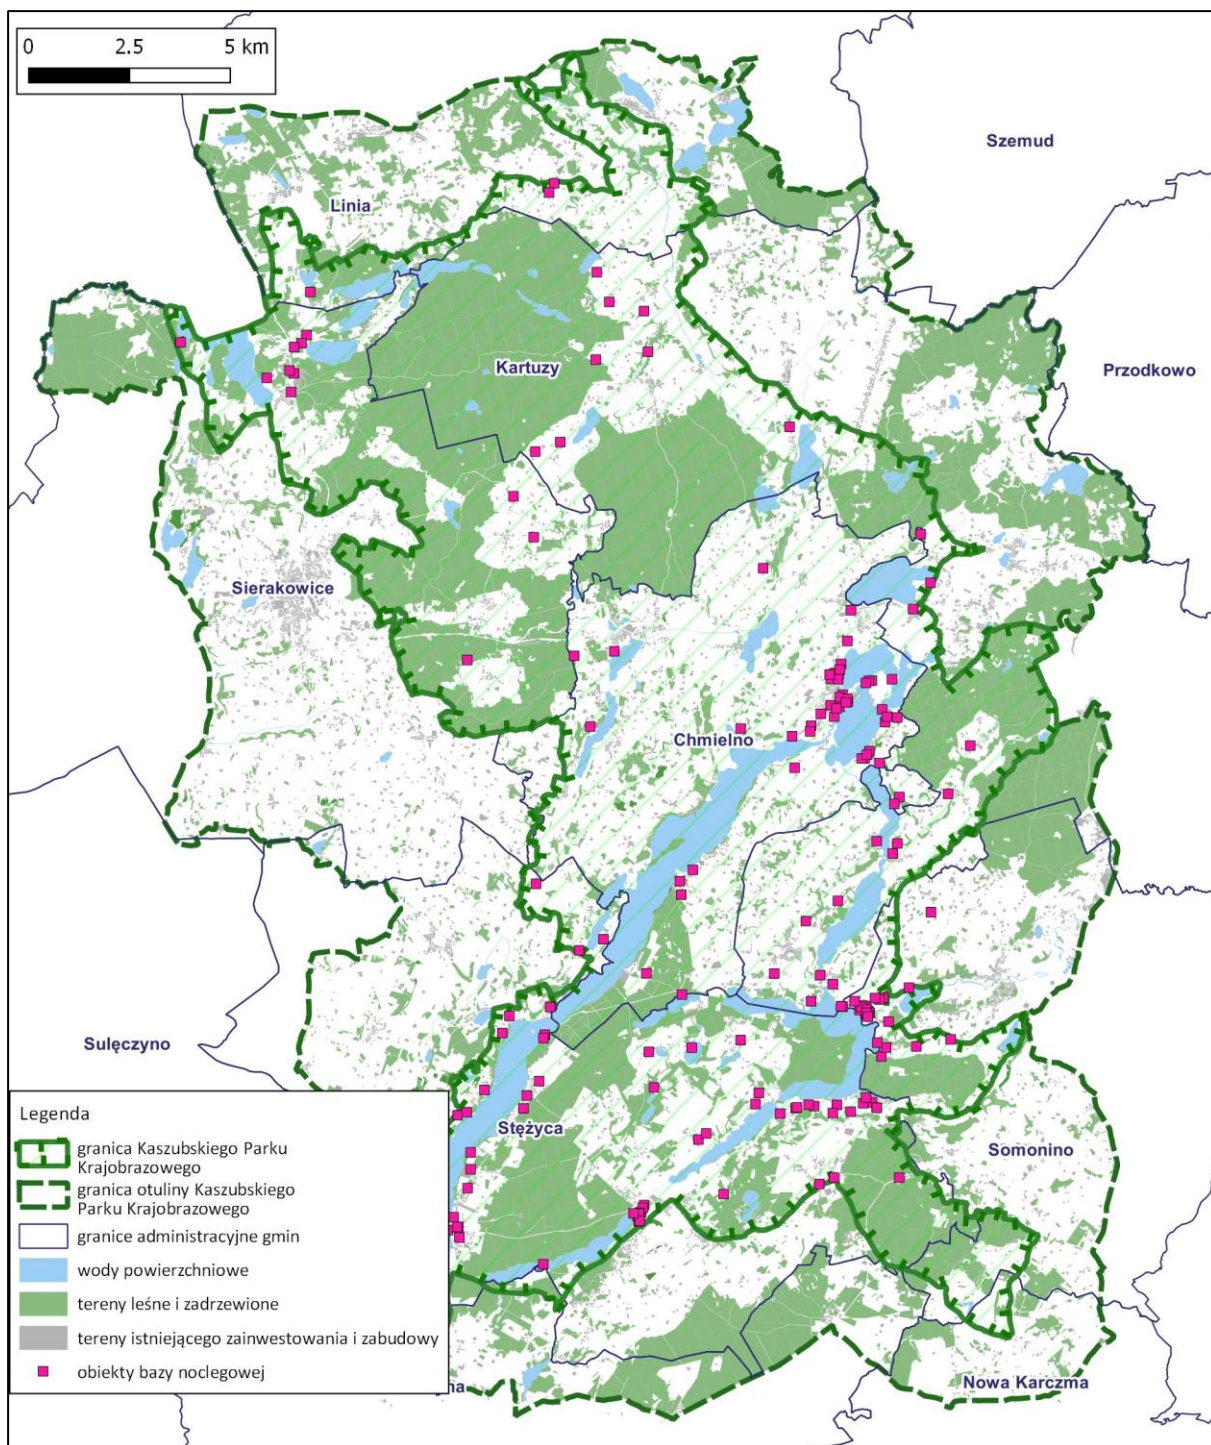 0 2.5 5 km
Szemud
Linia
Kartuzy
Przodkowo
Sierakowice
Chmielno
Sulęczyno
Stężyca
Somonino
Nowa Karczma
Legenda
granica Kaszubskiego Parku
Krajobrazowego
granica otuliny Kaszubskiego
Parku Krajobrazowego
granice administracyjne gmin
wody powierzchniowe
tereny leśne i zadrzewione
tereny istniejącego zainwestowania i zabudowy
obiekty bazy noclegowej